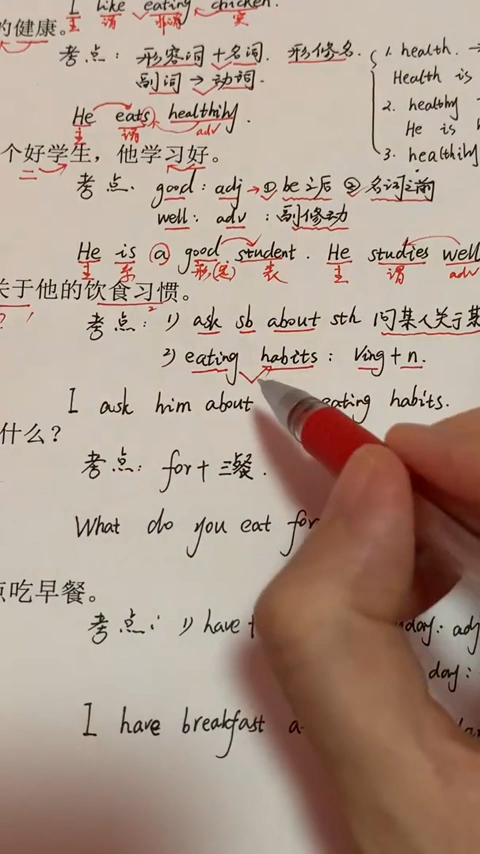 I like eating chicken.
主 谓 非谓 宾
的健康。
考点：形容词+名词. 形修名.
副词→动词.
1. health. →
Health is
2. healthy
He is
3. healthily
He eats healthily.
主 谓 adv
个好学生，他学习好。
二
考点. good: adj → ① be之后 ② 名词之前
well: adv : 副修动
He is a good student. He studies well
主 系 形(定) 表 主 谓 adv
关于他的饮食习惯。
? ! 2
考点: 1) ask sb about sth 问某人关于某
2) eating habits: Ving + n.
I ask him about eating habits.
什么？
考点: for + 三餐.
What do you eat for
点吃早餐。
考点: 1) have day: adj
day:
I have breakfast a